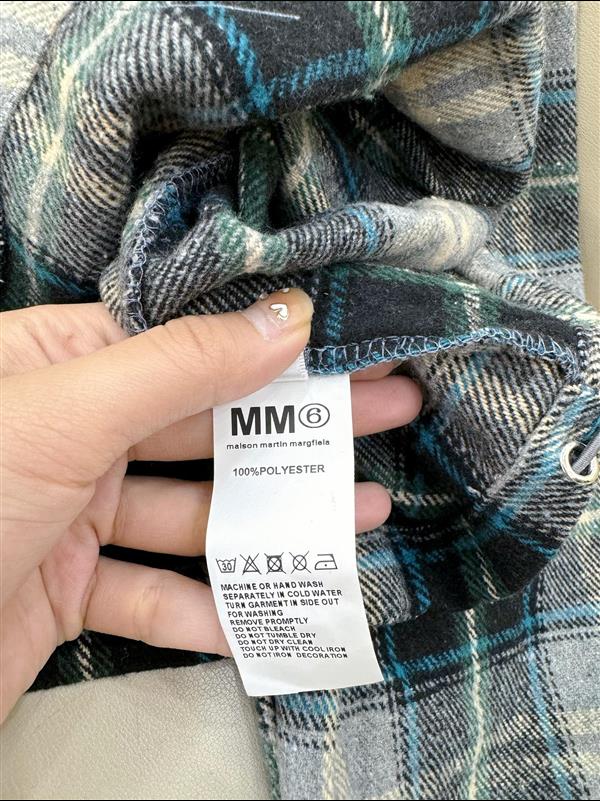 MM⑥
maison martin margfiela
100%POLYESTER
30
MACHINE OR HAND WASH
SEPARATELY IN COLD WATER
TURN GARMENT IN SIDE OUT
FOR WASHING
REMOVE PROMPTLY
DO NOT BLEACH
DO NOT TUMBLE DRY
DO NOT DRY CLEAN
TOUCH UP WITH COOL IRON
DO NOT IRON DECORATION